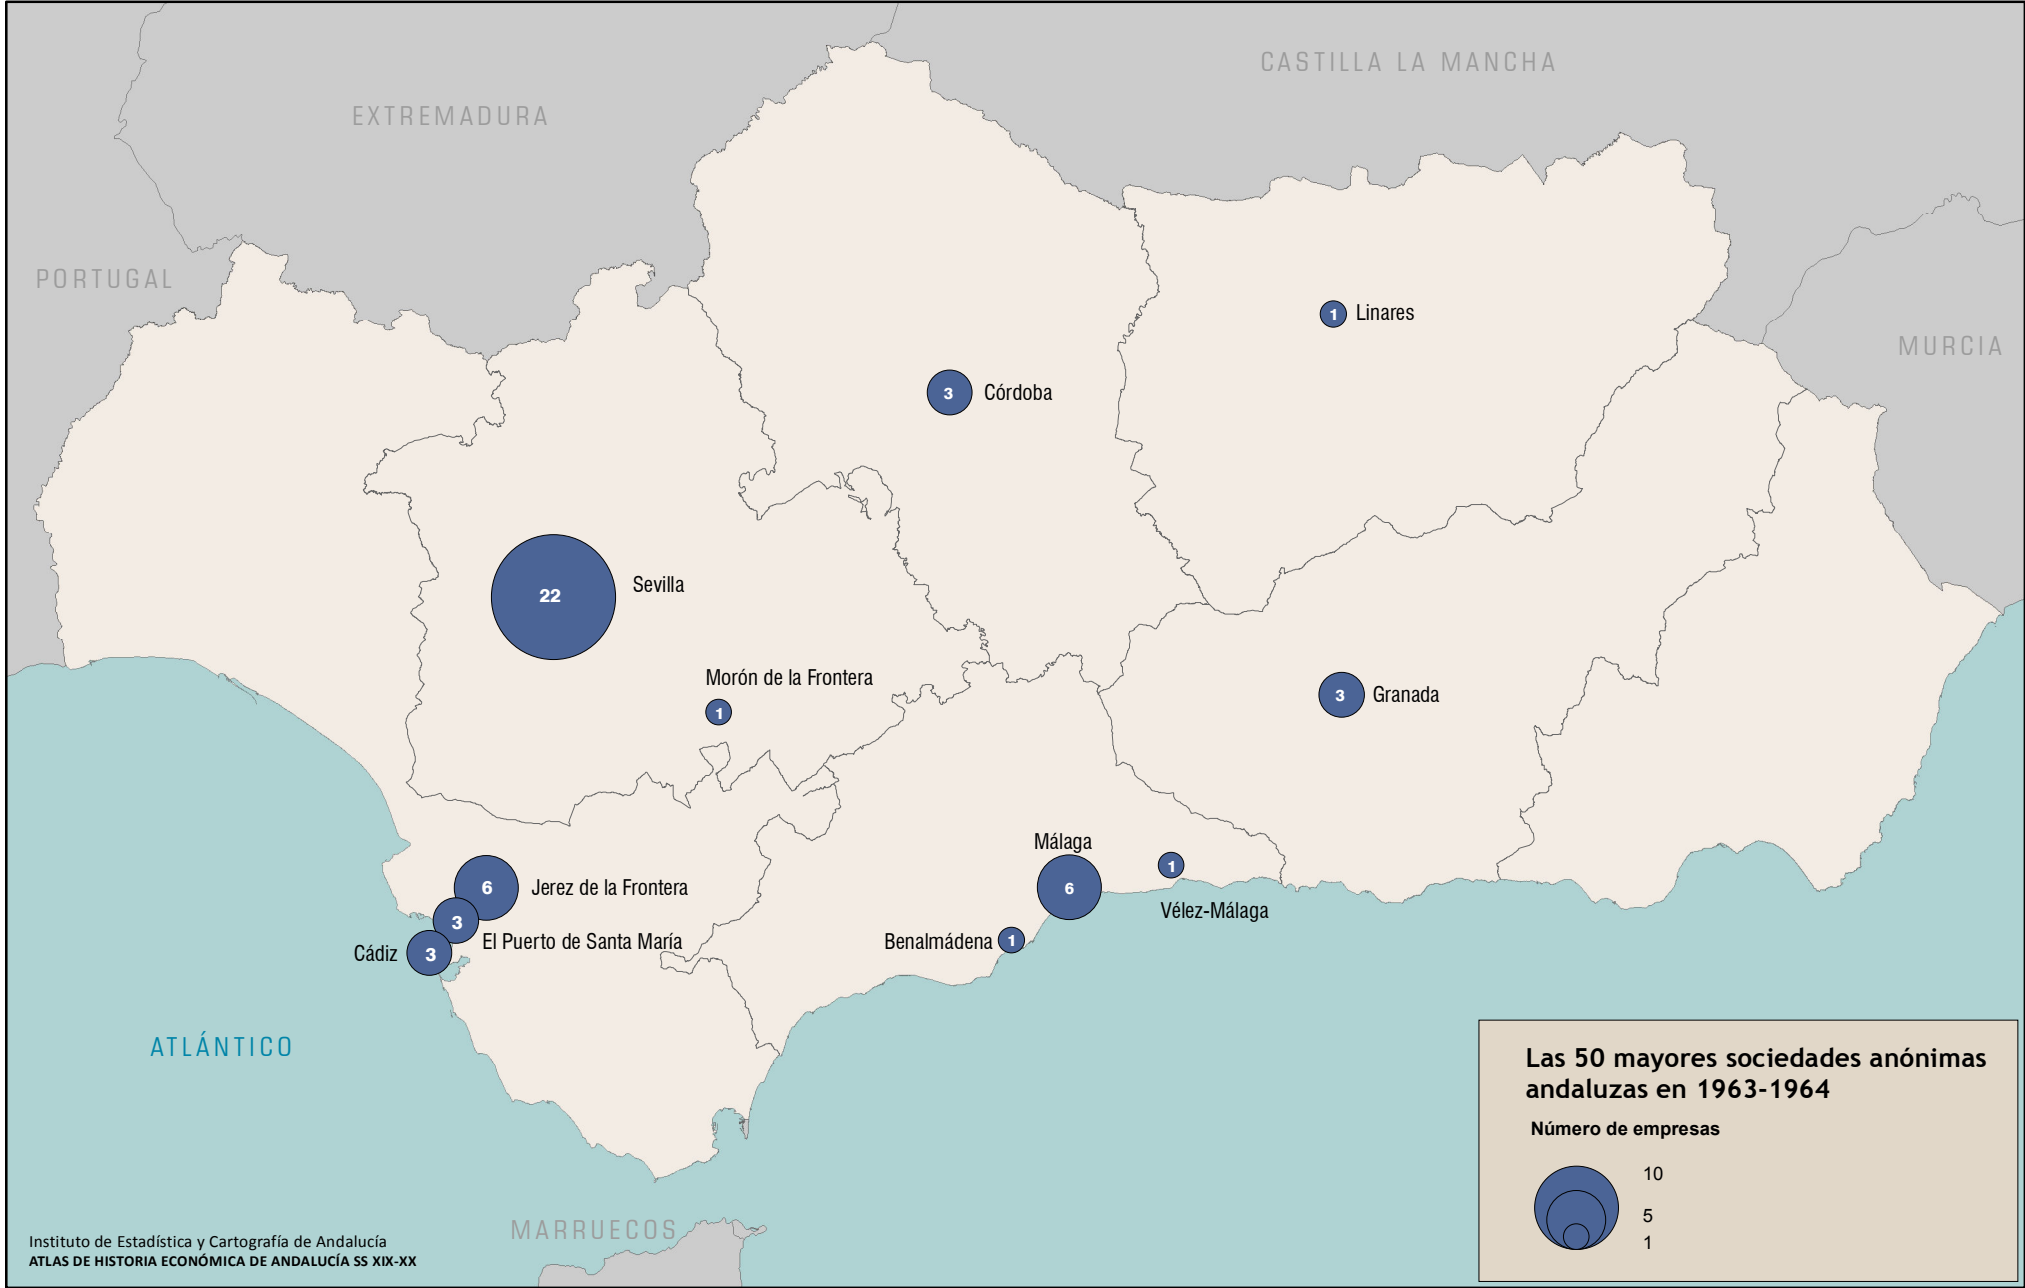 CASTILLA LA MANCHA
EXTREMADURA
PORTUGAL
1 Linares
MURCIA
3 Córdoba
22 Sevilla
Morón de la Frontera
1
3 Granada
Málaga
6
1
Vélez-Málaga
6 Jerez de la Frontera
3
El Puerto de Santa María
Cádiz 3
Benalmádena 1
ATLÁNTICO
MARRUECOS
Las 50 mayores sociedades anónimas
andaluzas en 1963-1964
Número de empresas
10
5
1
Instituto de Estadística y Cartografía de Andalucía
ATLAS DE HISTORIA ECONÓMICA DE ANDALUCÍA SS XIX-XX